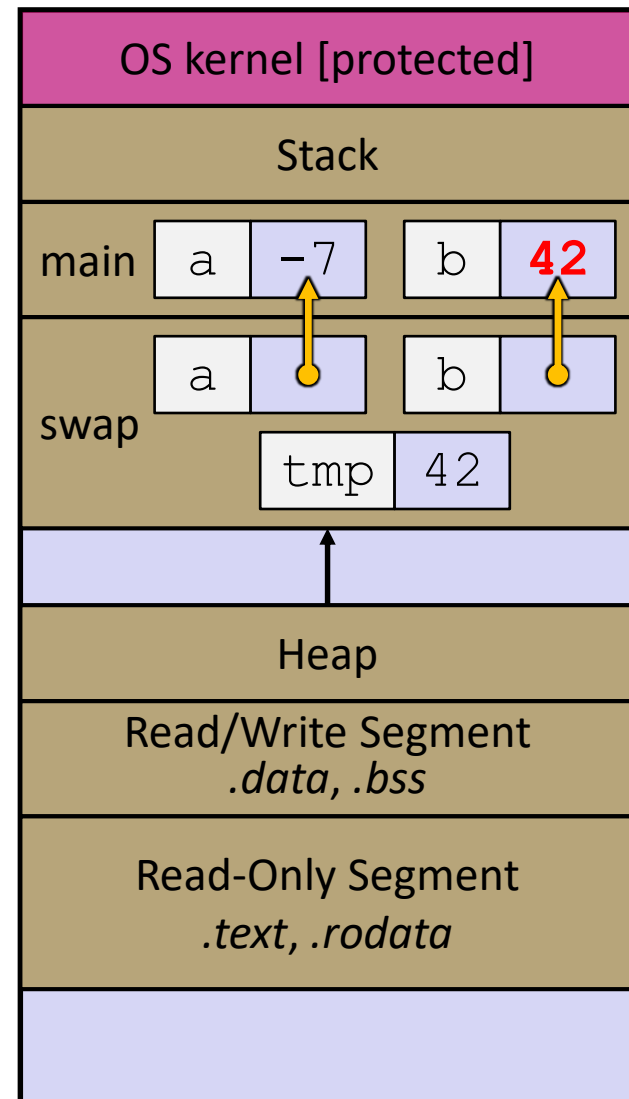 OS kernel [protected]
Stack
main a -7 b 42
swap a b
tmp 42
Heap
Read/Write Segment
.data, .bss
Read-Only Segment
.text, .rodata